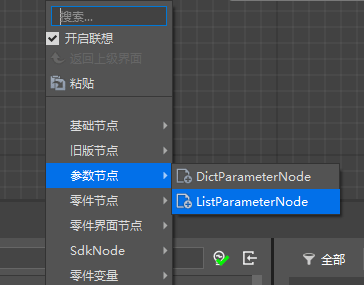 搜索...
开启联想
返回上级界面
粘贴
基础节点
旧版节点
参数节点
DictParameterNode
零件节点
ListParameterNode
零件界面节点
SdkNode
全部
零件变量